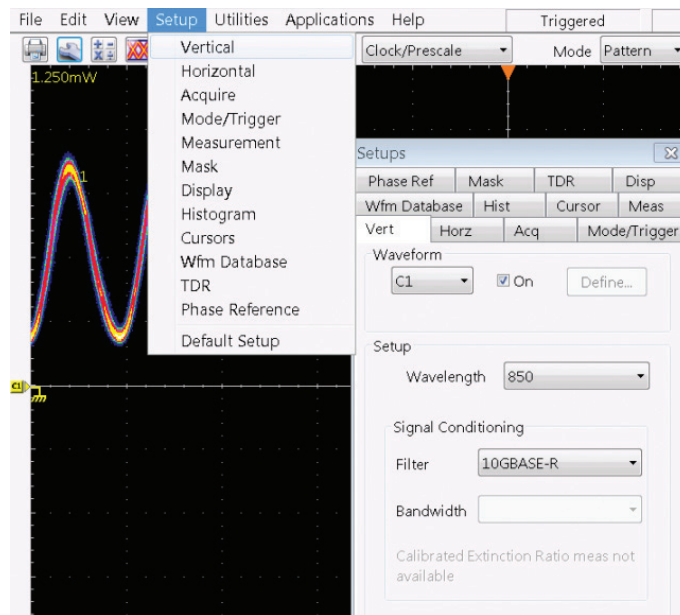 File Edit View Setup Utilities Applications Help Triggered
Clock/Prescale Mode Pattern
1.250mW
C1
Vertical
Horizontal
Acquire
Mode/Trigger
Measurement
Mask
Display
Histogram
Cursors
Wfm Database
TDR
Phase Reference
Default Setup
Setups
Phase Ref Mask TDR Disp
Wfm Database Hist Cursor Meas
Vert Horz Acq Mode/Trigger
Waveform
C1 On Define...
Setup
Wavelength 850
Signal Conditioning
Filter 10GBASE-R
Bandwidth
Calibrated Extinction Ratio meas not
available